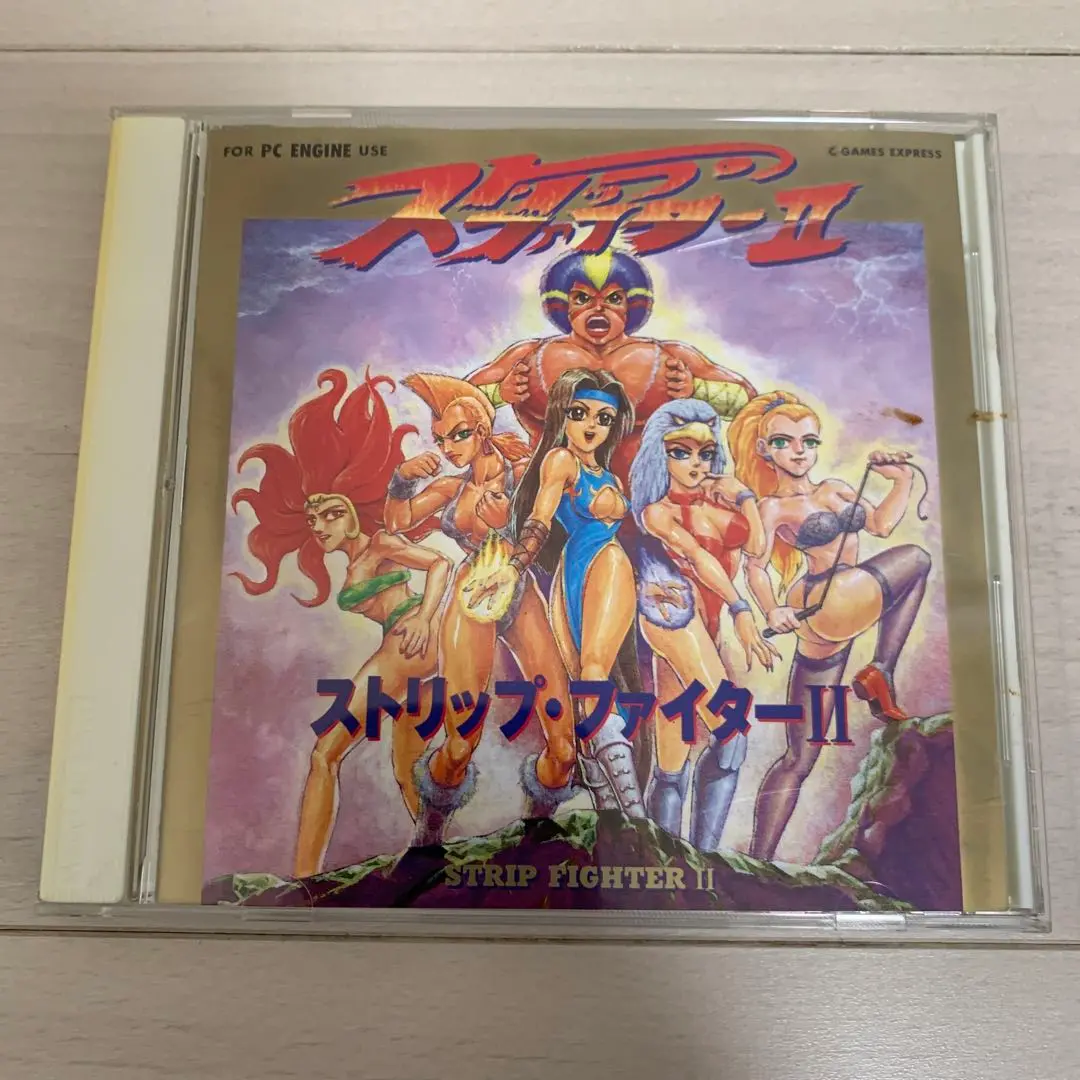 FOR PC ENGINE USE
GAMES EXPRESS
ストリップ・ファイターII
STRIP FIGHTER II